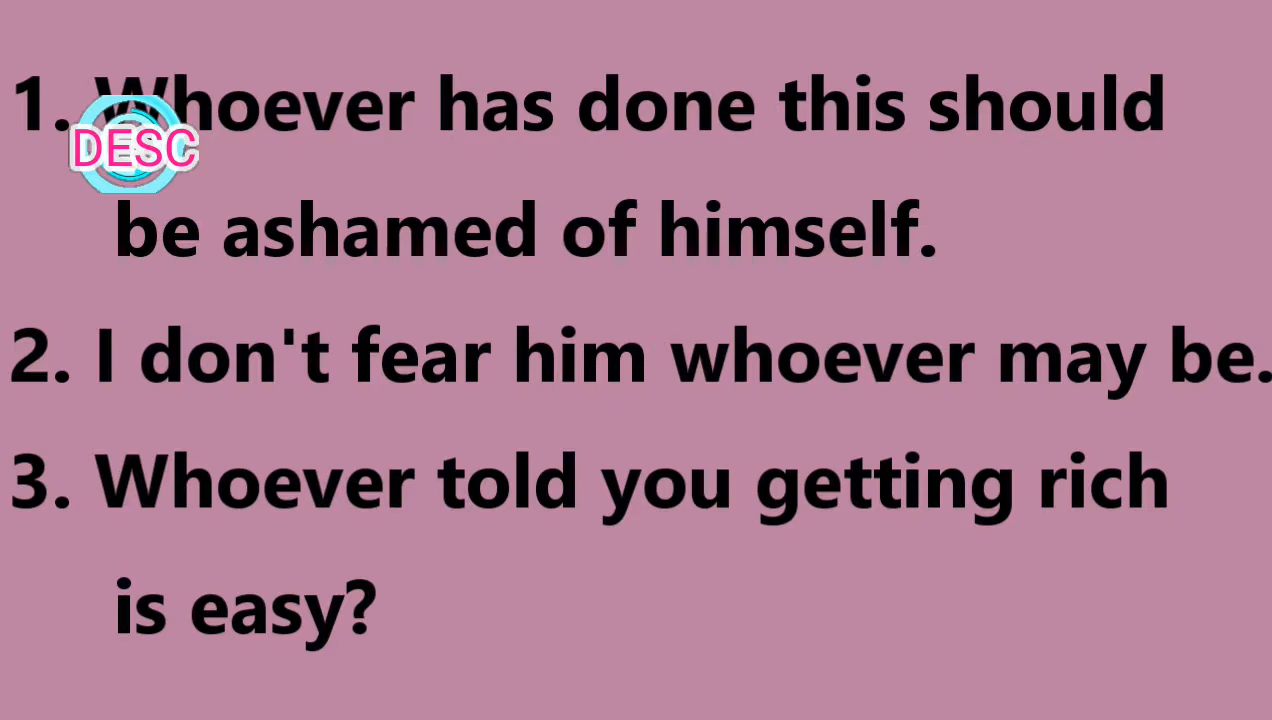 1. Whoever has done this should
DESC
be ashamed of himself.
2. I don't fear him whoever may be.
3. Whoever told you getting rich
is easy?